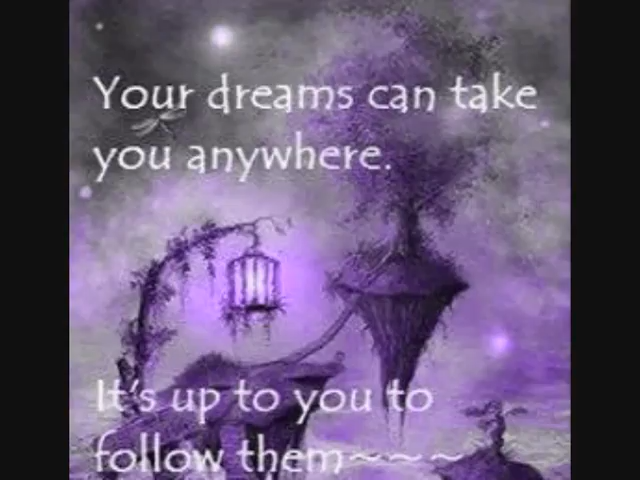 Your dreams can take
you anywhere.
It's up to you to
follow them~~~